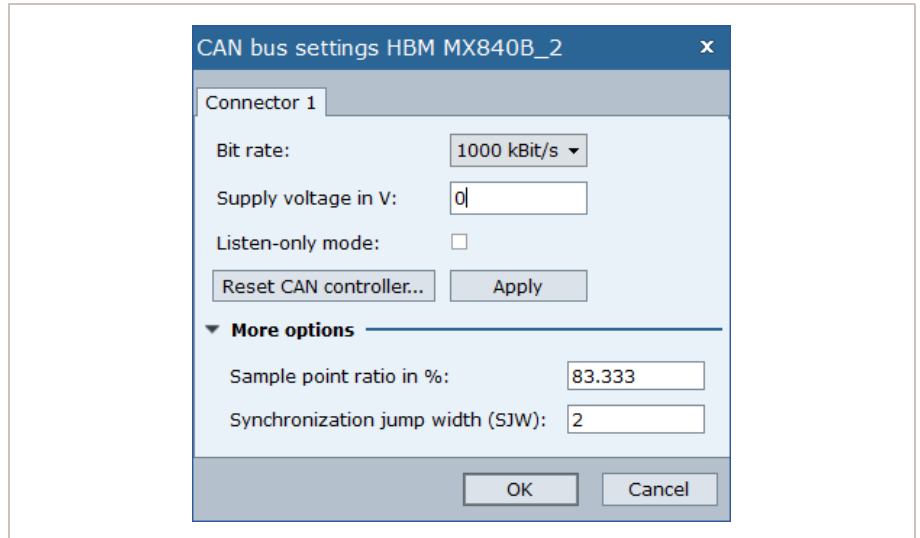 CAN bus settings HBM MX840B_2 x
Connector 1
Bit rate: 1000 kBit/s
Supply voltage in V: 0
Listen-only mode:
Reset CAN controller... Apply
More options
Sample point ratio in %: 83.333
Synchronization jump width (SJW): 2
OK Cancel